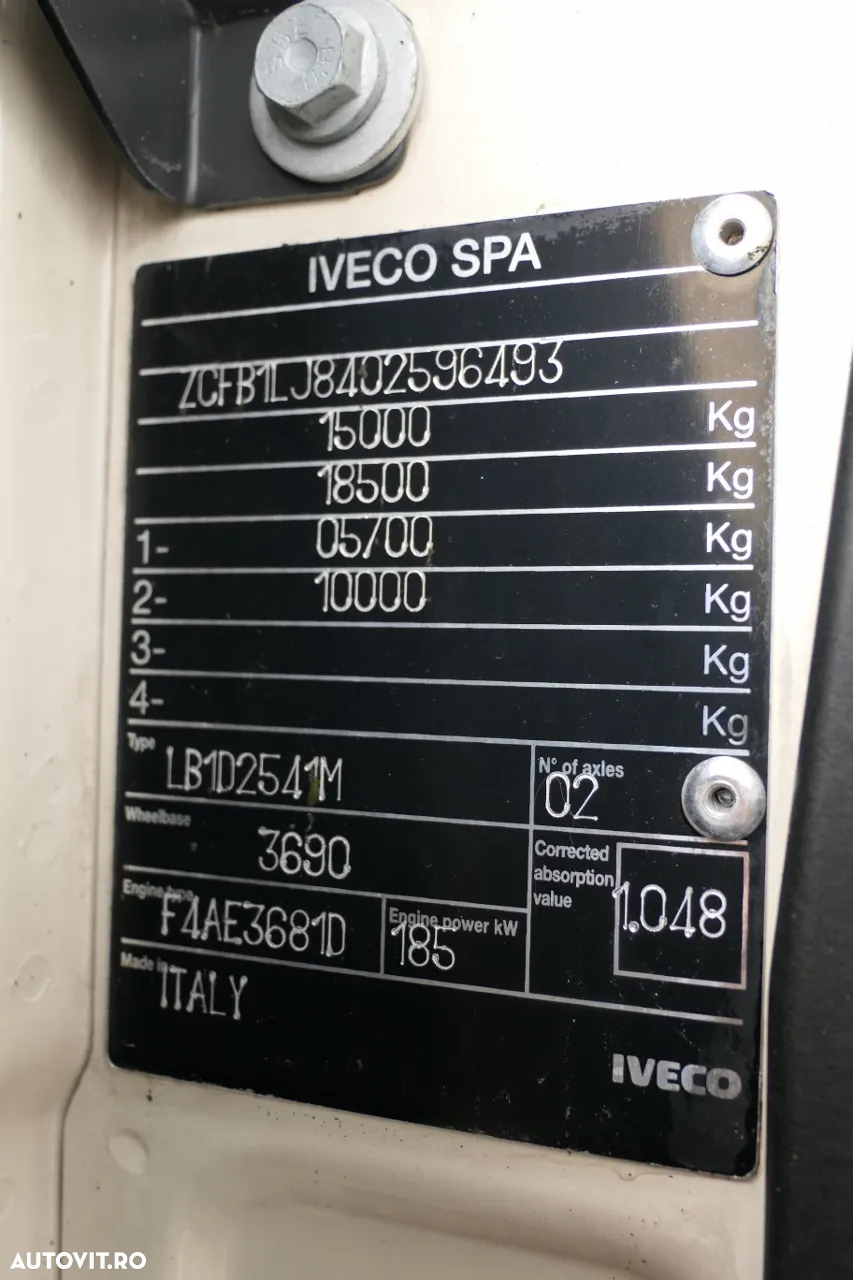 IVECO SPA
ZCFB1LJ8402596493
15000 Kg
18500 Kg
1- 05700 Kg
2- 10000 Kg
3- Kg
4- Kg
Type LB1D2541M
N° of axles 02
Wheelbase 3690
Corrected absorption value 1.048
Engine type F4AE3681D
Engine power kW 185
Made in ITALY
IVECO
AUTOVIT.RO